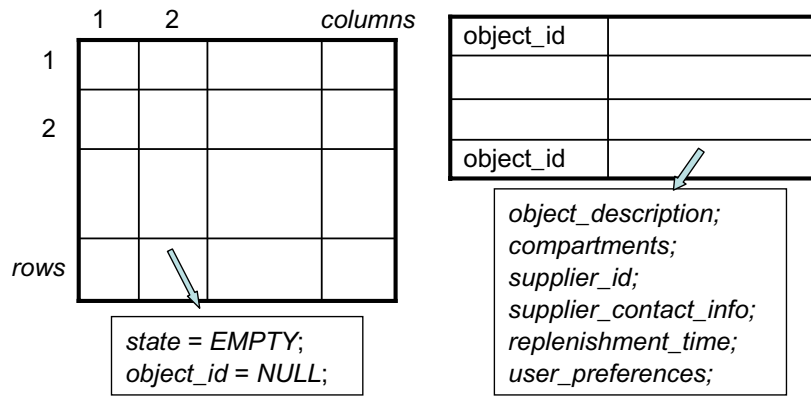 1 2 columns
1
2
rows
state = EMPTY;
object_id = NULL;
object_id
object_id
object_description;
compartments;
supplier_id;
supplier_contact_info;
replenishment_time;
user_preferences;